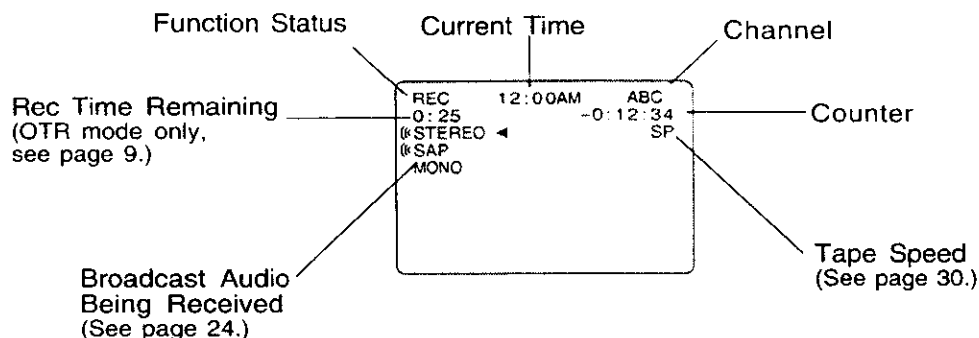 Function Status
Current Time
Channel
Rec Time Remaining
(OTR mode only,
see page 9.)
REC 12:00AM ABC
0:25 -0:12:34
STEREO ◄ SP
SAP
MONO
Counter
Broadcast Audio
Being Received
(See page 24.)
Tape Speed
(See page 30.)